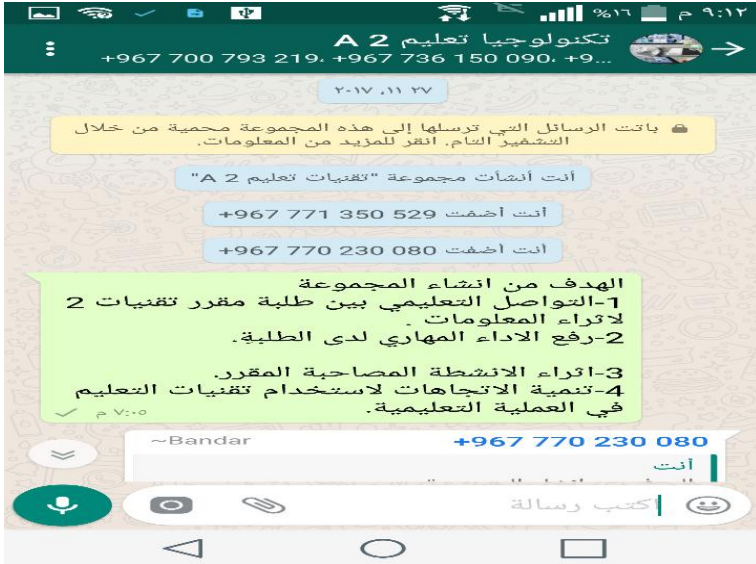 ٩:١٢ م ١٦%
تكنولوجيا تعليم 2 A
+967 700 793 219، +967 736 150 090، +9...
٢٧ ١١، ٢٠١٧
باتت الرسائل التي ترسلها إلى هذه المجموعة محمية من خلال
التشفير التام. انقر للمزيد من المعلومات.
أنت أنشأت مجموعة "تقنيات تعليم 2 A"
أنت أضفت ‎+967 771 350 529
أنت أضفت ‎+967 770 230 080
الهدف من انشاء المجموعة
1-التواصل التعليمي بين طلبة مقرر تقنيات 2
لاثراء المعلومات .
2-رفع الاداء المهاري لدى الطلبة.
3-اثراء الانشطة المصاحبة المقرر.
4-تنمية الاتجاهات لاستخدام تقنيات التعليم
في العملية التعليمية.
٧:٠٥ م
+967 770 230 080 ~Bandar
أنت
اكتب رسالة